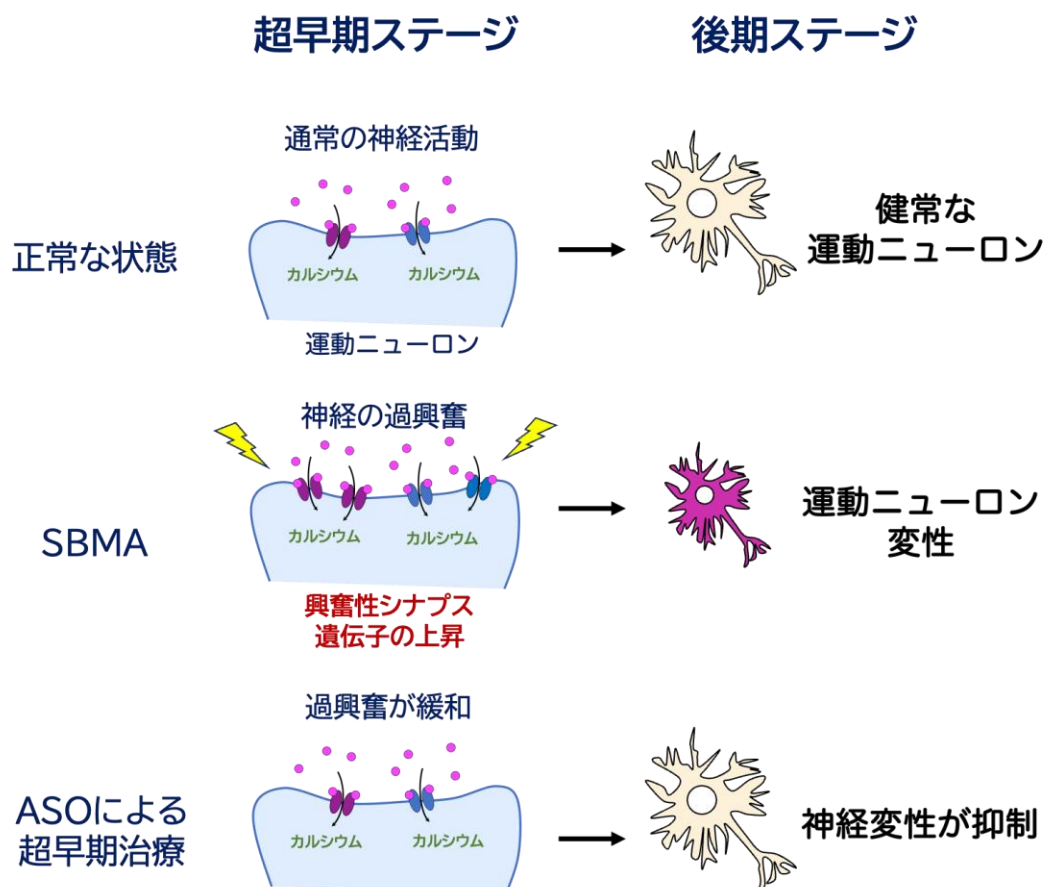 超早期ステージ
後期ステージ
通常の神経活動
正常な状態
カルシウム
カルシウム
健常な
運動ニューロン
運動ニューロン
神経の過興奮
SBMA
カルシウム
カルシウム
運動ニューロン
変性
興奮性シナプス
遺伝子の上昇
過興奮が緩和
ASOによる
超早期治療
カルシウム
カルシウム
神経変性が抑制